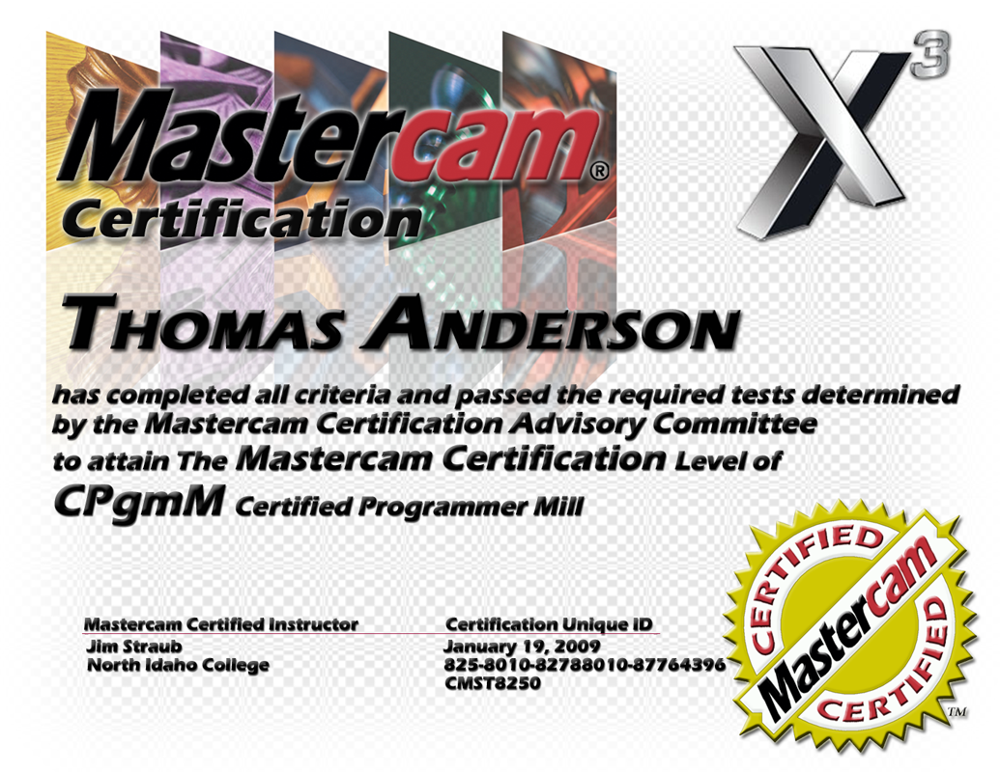 Mastercam®
Certification
X3
THOMAS ANDERSON
has completed all criteria and passed the required tests determined
by the Mastercam Certification Advisory Committee
to attain The Mastercam Certification Level of
CPgmM Certified Programmer Mill
Mastercam Certified Instructor
Jim Straub
North Idaho College
Certification Unique ID
January 19, 2009
825-8010-82788010-87764396
CMST8250
CERTIFIED
Mastercam
CERTIFIED
TM